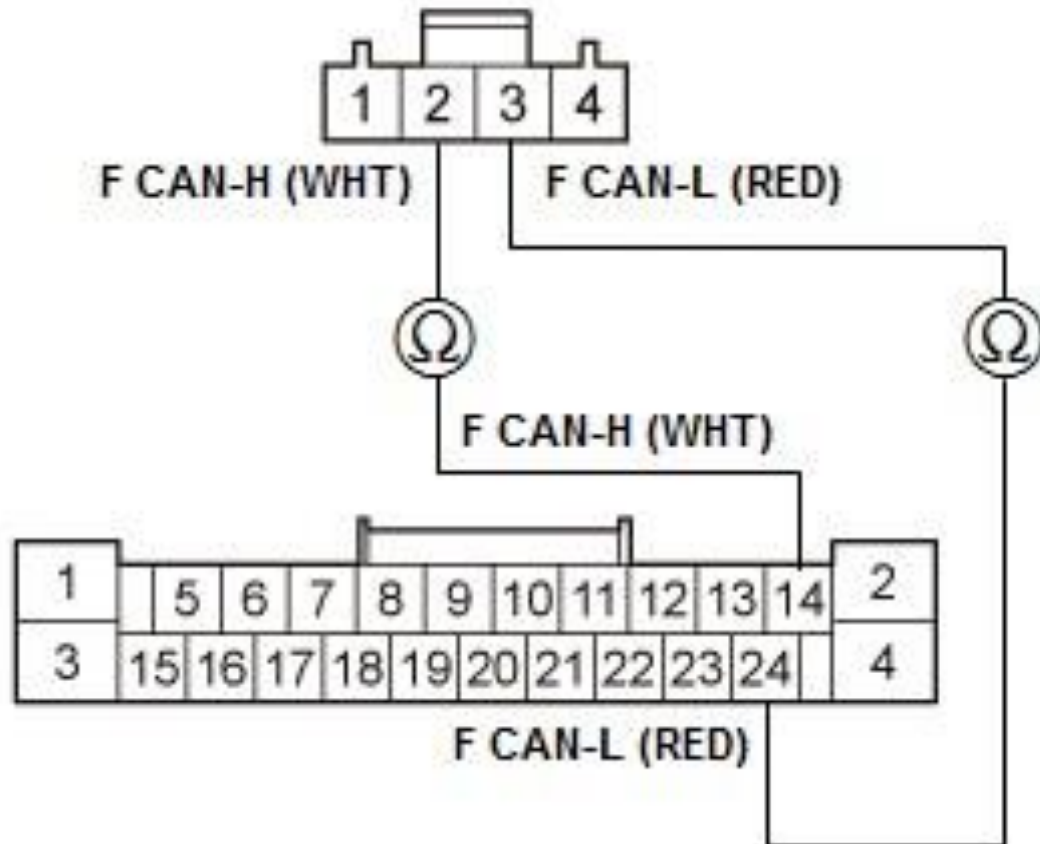 1 2 3 4
F CAN-H (WHT) F CAN-L (RED)
Ω Ω
F CAN-H (WHT)
1 5 6 7 8 9 10 11 12 13 14 2
3 15 16 17 18 19 20 21 22 23 24 4
F CAN-L (RED)